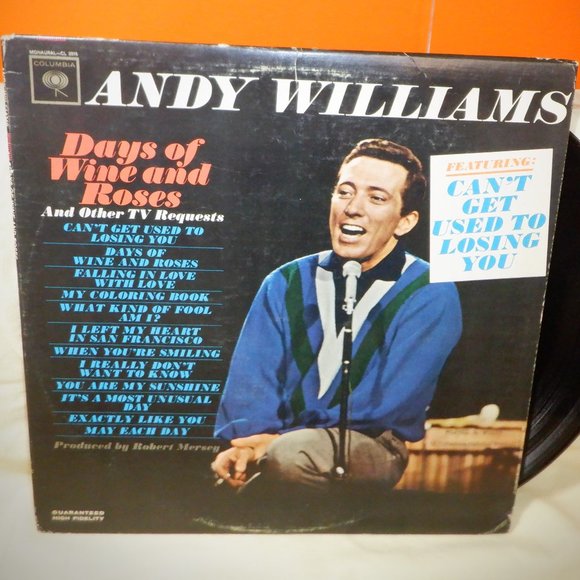 MONAURAL—CL 2015
COLUMBIA
ANDY WILLIAMS
Days of
Wine and
Roses
And Other TV Requests
CAN'T GET USED TO
LOSING YOU
DAYS OF
WINE AND ROSES
FALLING IN LOVE
WITH LOVE
MY COLORING BOOK
WHAT KIND OF FOOL
AM I?
I LEFT MY HEART
IN SAN FRANCISCO
WHEN YOU'RE SMILING
I REALLY DON'T
WANT TO KNOW
YOU ARE MY SUNSHINE
IT'S A MOST UNUSUAL
DAY
EXACTLY LIKE YOU
MAY EACH DAY
Produced by Robert Mersey
GUARANTEED
HIGH FIDELITY
FEATURING:
CAN'T
GET
USED TO
LOSING
YOU